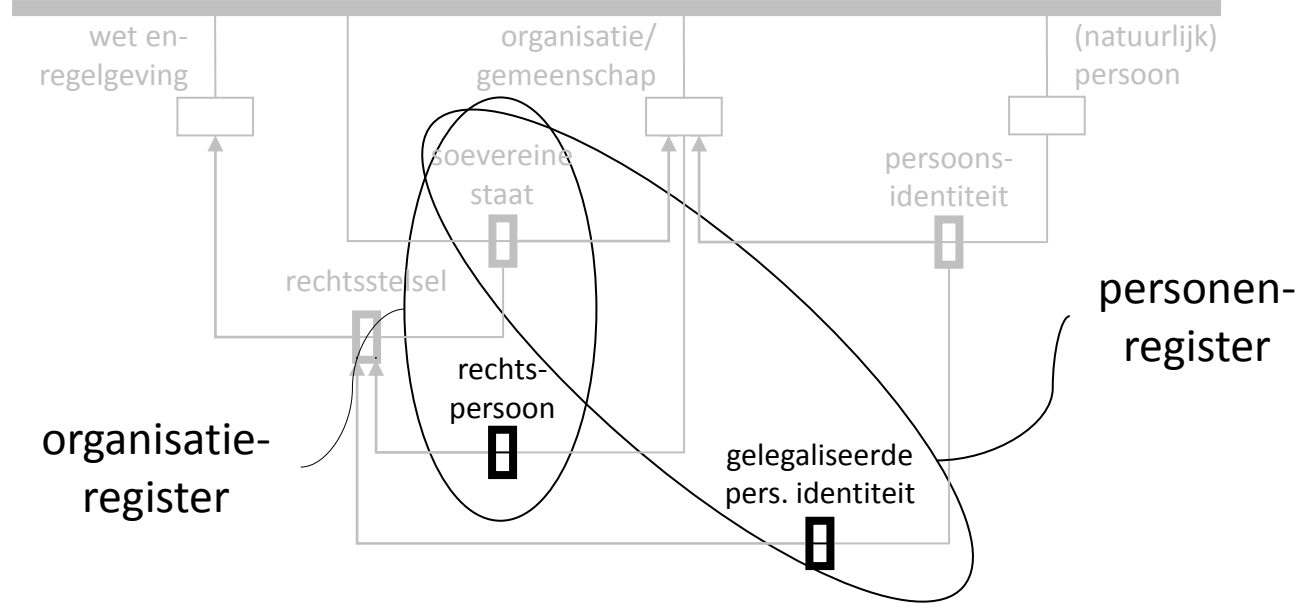 wet en-
regelgeving
organisatie/
gemeenschap
(natuurlijk)
persoon
soevereine
staat
persoons-
identiteit
rechtsstelsel
personen-
register
rechts-
persoon
organisatie-
register
gelegaliseerde
pers. identiteit